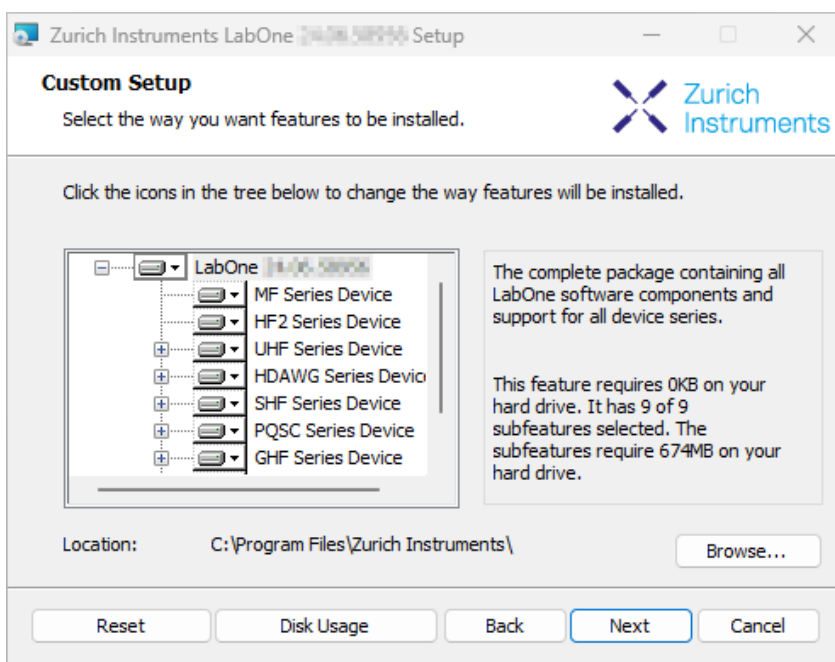 Zurich Instruments LabOne Setup
Custom Setup
Select the way you want features to be installed.
Zurich
Instruments
Click the icons in the tree below to change the way features will be installed.
LabOne
MF Series Device
HF2 Series Device
UHF Series Device
HDAWG Series Devic
SHF Series Device
PQSC Series Device
GHF Series Device
The complete package containing all
LabOne software components and
support for all device series.
This feature requires 0KB on your
hard drive. It has 9 of 9
subfeatures selected. The
subfeatures require 674MB on your
hard drive.
Location: C:\Program Files\Zurich Instruments\
Browse...
Reset Disk Usage Back Next Cancel